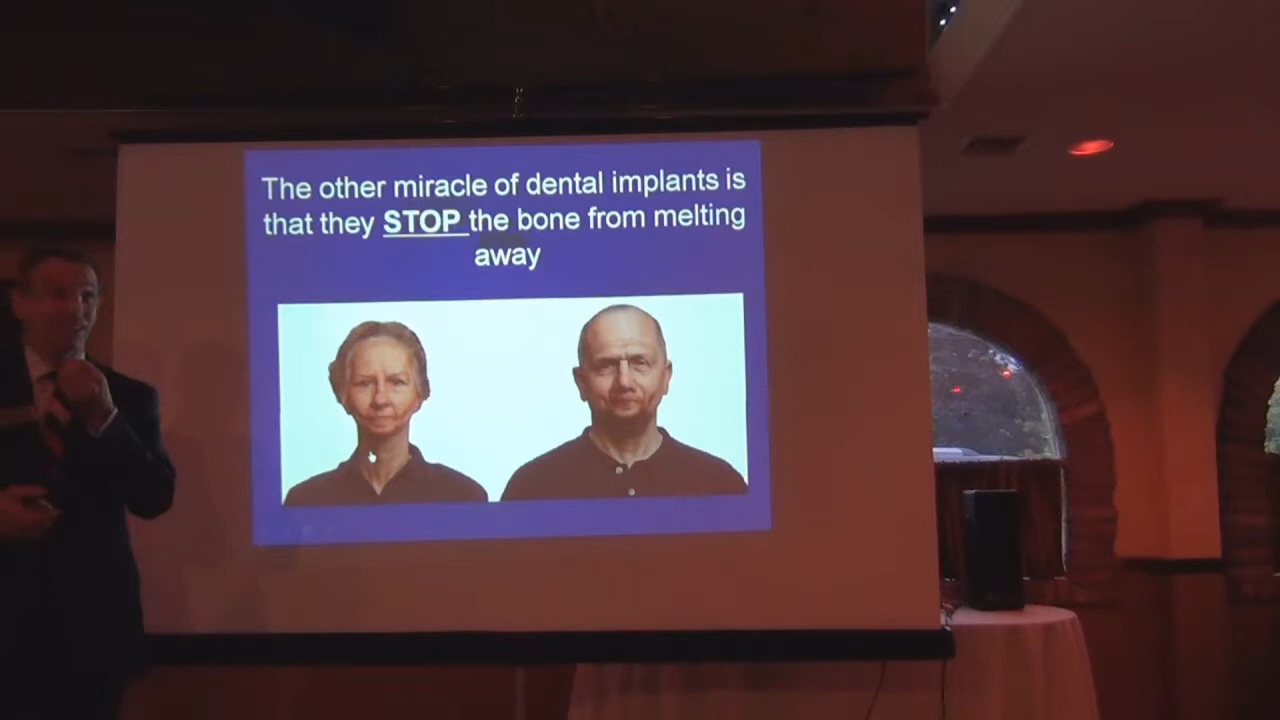 The other miracle of dental implants is
that they STOP the bone from melting
away